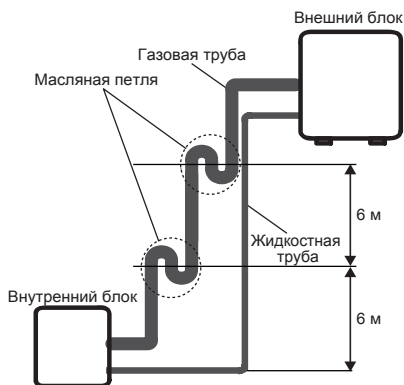 Внешний блок
Газовая труба
Масляная петля
6 м
Жидкостная
труба
Внутренний блок
6 м